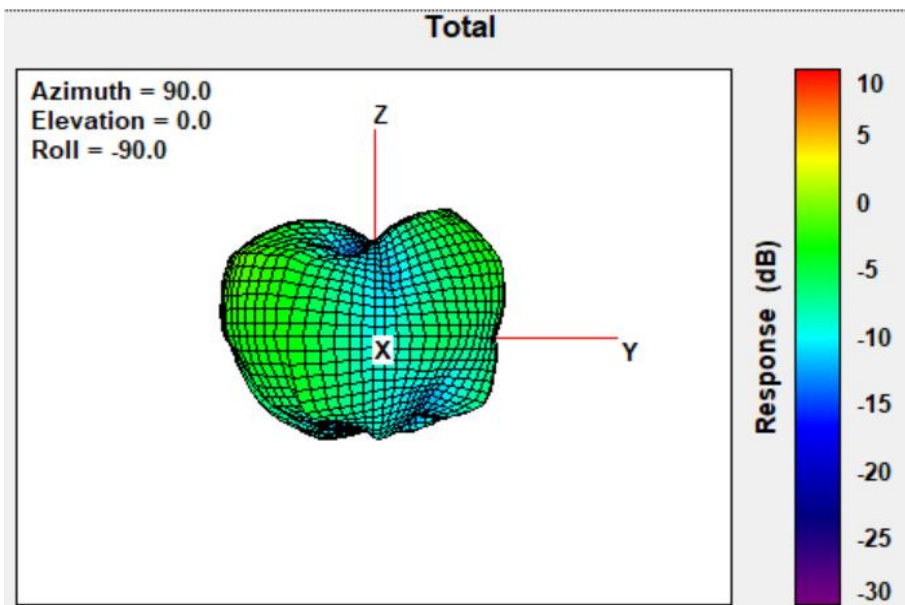 Total
Azimuth = 90.0
Elevation = 0.0
Roll = -90.0
Z
X
Y
Response (dB)
10
5
0
-5
-10
-15
-20
-25
-30